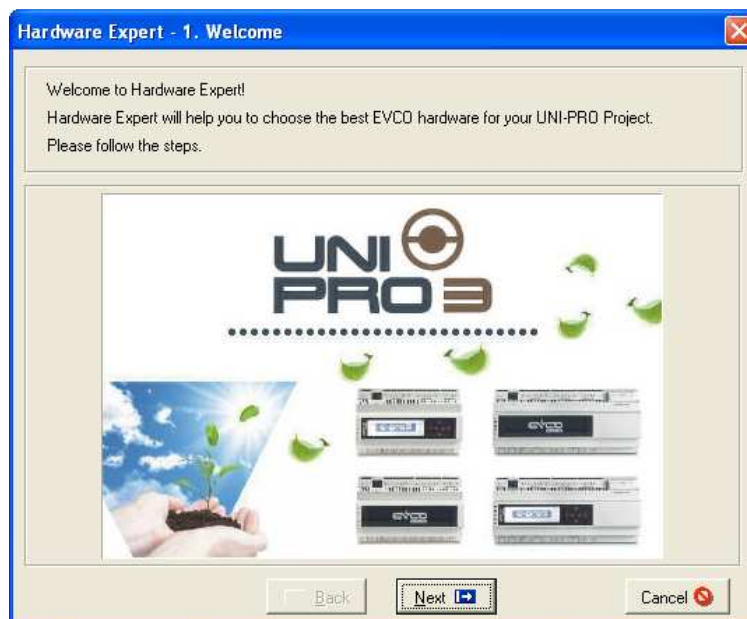 Hardware Expert - 1. Welcome
Welcome to Hardware Expert!
Hardware Expert will help you to choose the best EVCO hardware for your UNI-PRO Project.
Please follow the steps.
UNI
PRO 3
evco
evco
Back
Next
Cancel